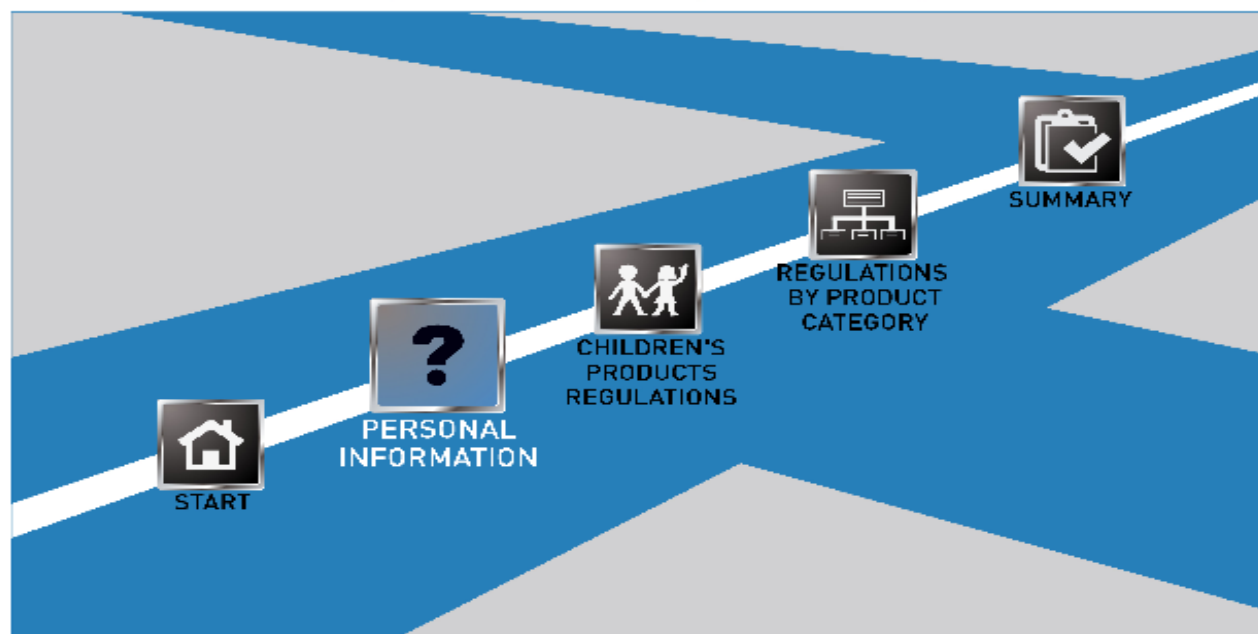 START
PERSONAL
INFORMATION
CHILDREN'S
PRODUCTS
REGULATIONS
REGULATIONS
BY PRODUCT
CATEGORY
SUMMARY
?